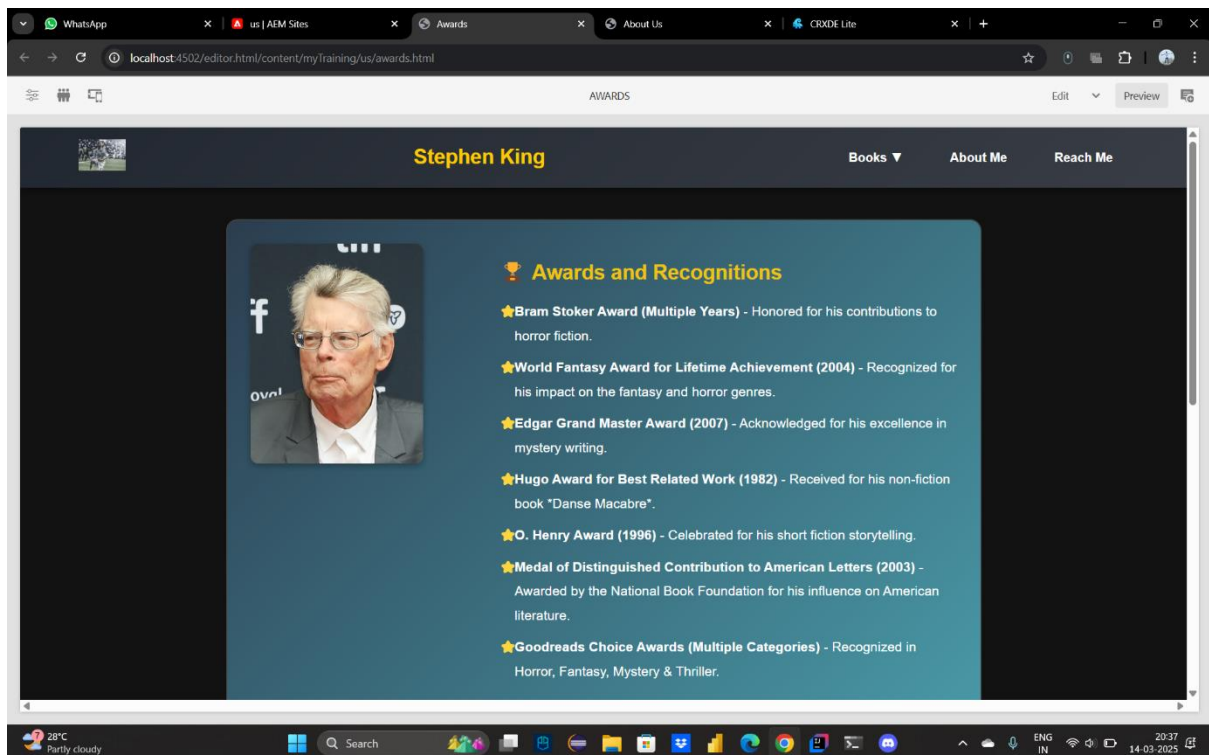 WhatsApp
us | AEM Sites
Awards
About Us
CRXDE Lite
localhost:4502/editor.html/content/myTraining/us/awards.html
AWARDS
Edit
Preview
Stephen King
Books ▼
About Me
Reach Me
f
oval
🏆 Awards and Recognitions
⭐Bram Stoker Award (Multiple Years) - Honored for his contributions to
horror fiction.
⭐World Fantasy Award for Lifetime Achievement (2004) - Recognized for
his impact on the fantasy and horror genres.
⭐Edgar Grand Master Award (2007) - Acknowledged for his excellence in
mystery writing.
⭐Hugo Award for Best Related Work (1982) - Received for his non-fiction
book *Danse Macabre*.
⭐O. Henry Award (1996) - Celebrated for his short fiction storytelling.
⭐Medal of Distinguished Contribution to American Letters (2003) -
Awarded by the National Book Foundation for his influence on American
literature.
⭐Goodreads Choice Awards (Multiple Categories) - Recognized in
Horror, Fantasy, Mystery & Thriller.
7
28°C
Partly cloudy
Search
ENG
IN
20:37
14-03-2025